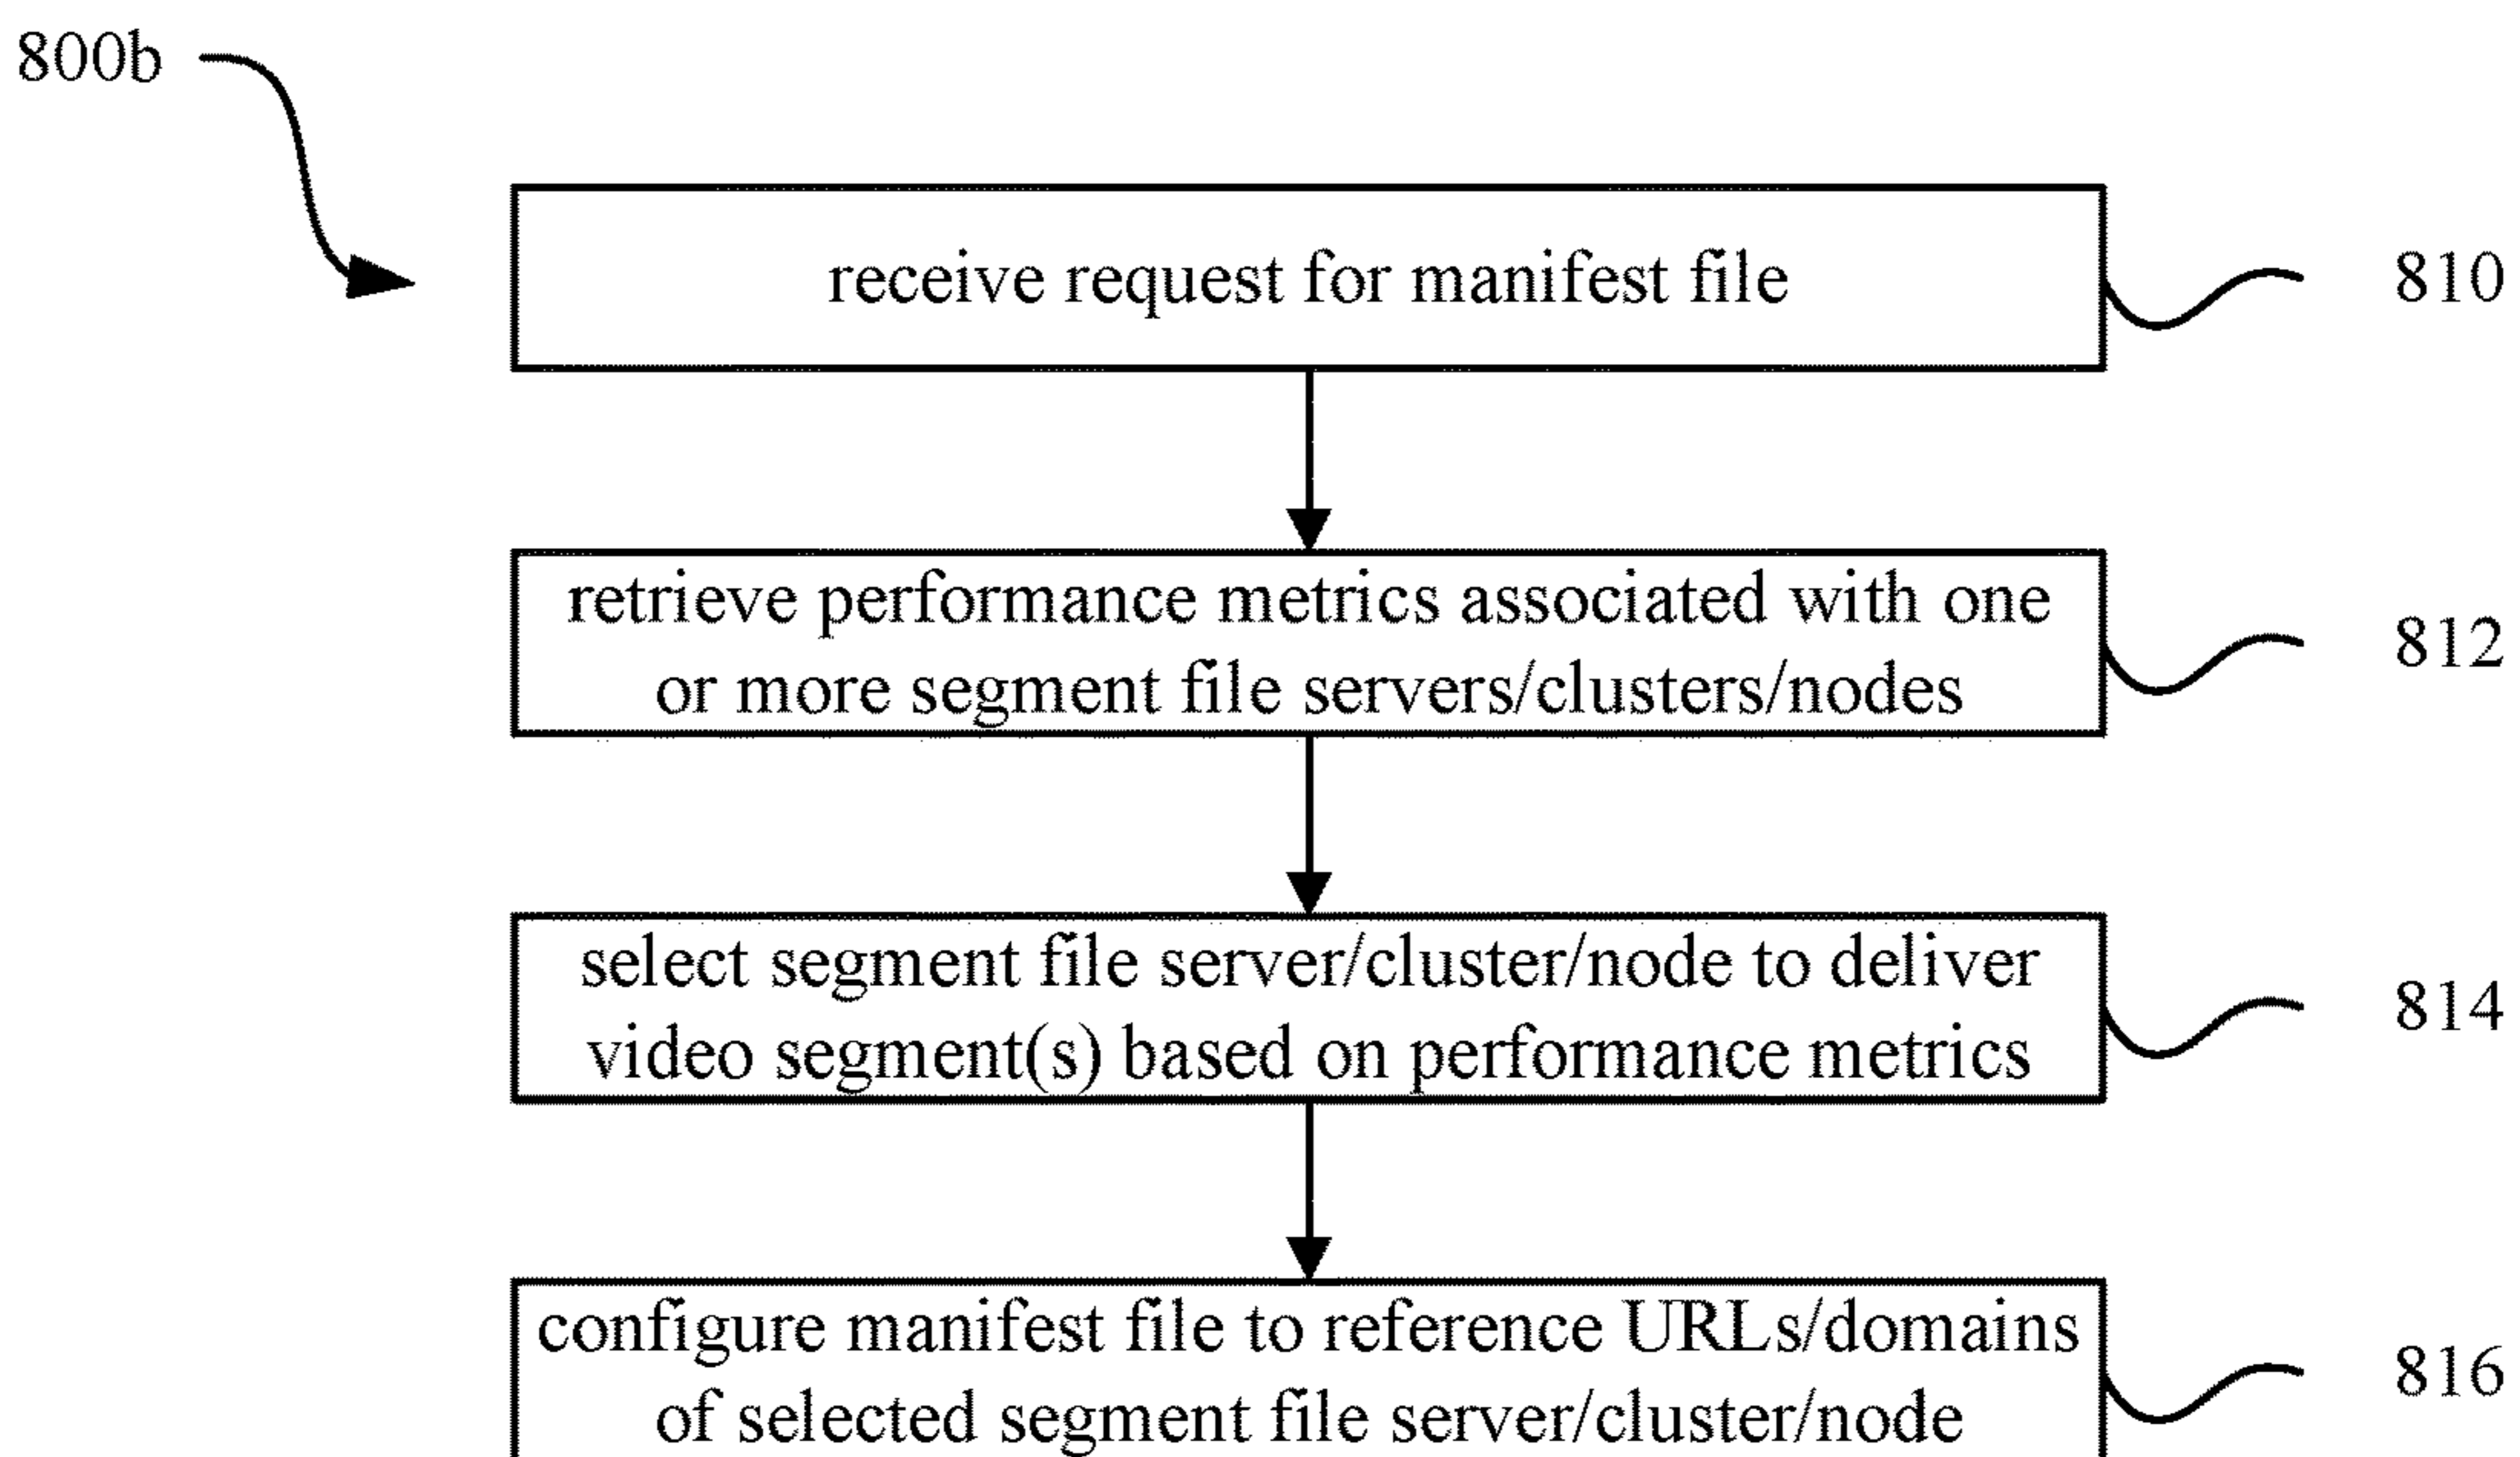 800b
receive request for manifest file
810
retrieve performance metrics associated with one
or more segment file servers/clusters/nodes
812
select segment file server/cluster/node to deliver
video segment(s) based on performance metrics
814
configure manifest file to reference URLs/domains
of selected segment file server/cluster/node
816